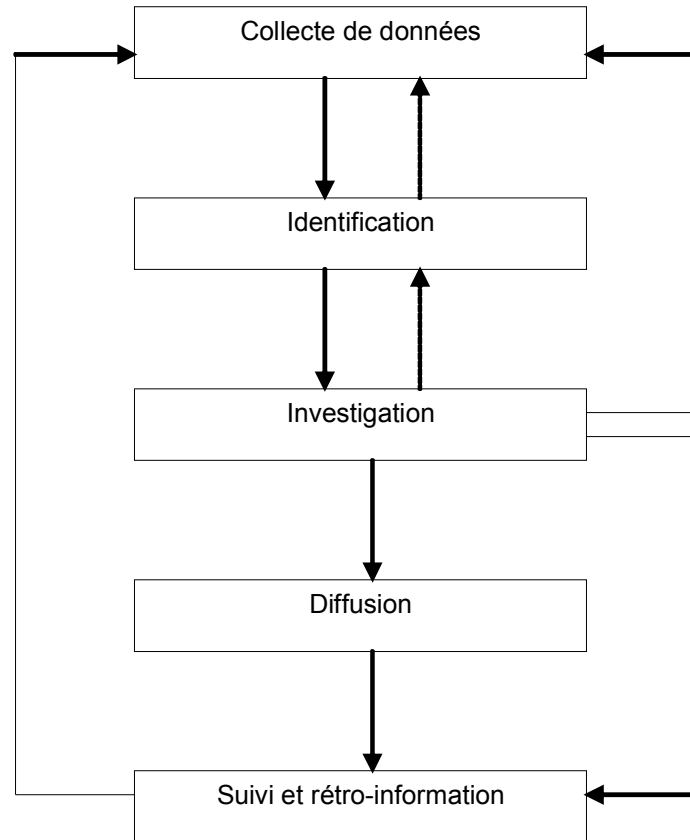 Collecte de données
Identification
Investigation
Diffusion
Suivi et rétro-information